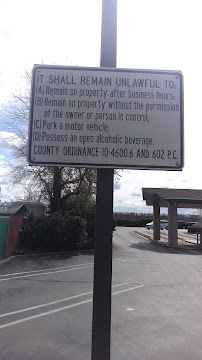 IT SHALL REMAIN UNLAWFUL TO:
(A) Remain on property after business hours;
(B) Remain on property without the permission
of the owner or person in control;
(C) Park a motor vehicle;
(D) Possess an open alcoholic beverage.
COUNTY ORDINANCE 10-4600.6 AND 602 P.C.